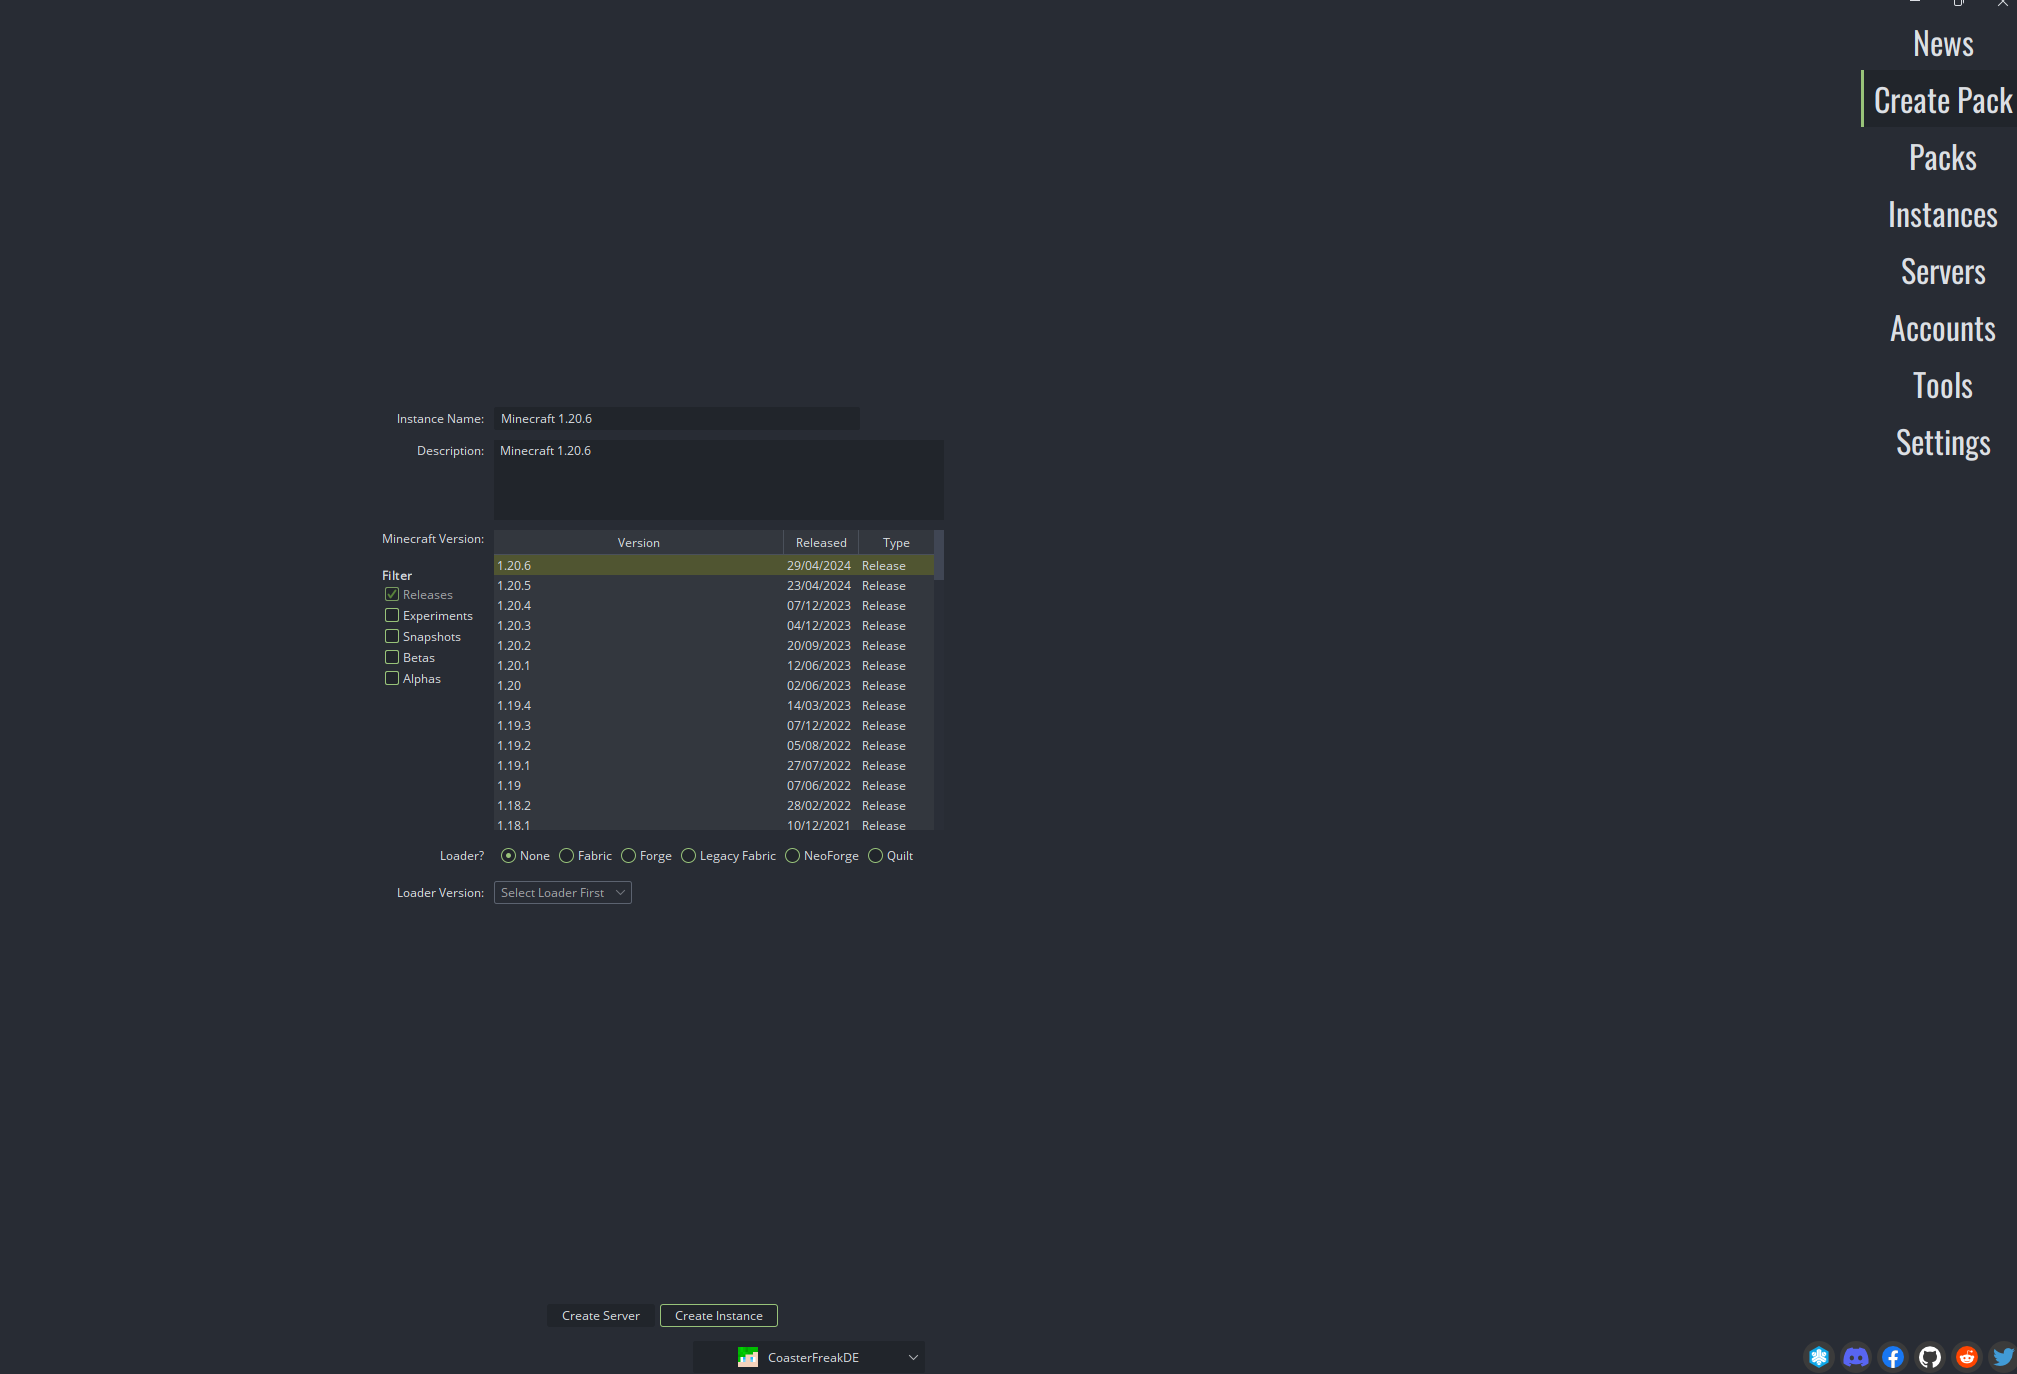 News
Create Pack
Packs
Instances
Servers
Accounts
Tools
Settings
Instance Name: Minecraft 1.20.6
Description: Minecraft 1.20.6
Minecraft Version:
Filter
Releases
Experiments
Snapshots
Betas
Alphas
Version Released Type
1.20.6 29/04/2024 Release
1.20.5 23/04/2024 Release
1.20.4 07/12/2023 Release
1.20.3 04/12/2023 Release
1.20.2 20/09/2023 Release
1.20.1 12/06/2023 Release
1.20 02/06/2023 Release
1.19.4 14/03/2023 Release
1.19.3 07/12/2022 Release
1.19.2 05/08/2022 Release
1.19.1 27/07/2022 Release
1.19 07/06/2022 Release
1.18.2 28/02/2022 Release
1.18.1 10/12/2021 Release
Loader? None Fabric Forge Legacy Fabric NeoForge Quilt
Loader Version: Select Loader First
Create Server Create Instance
CoasterFreakDE